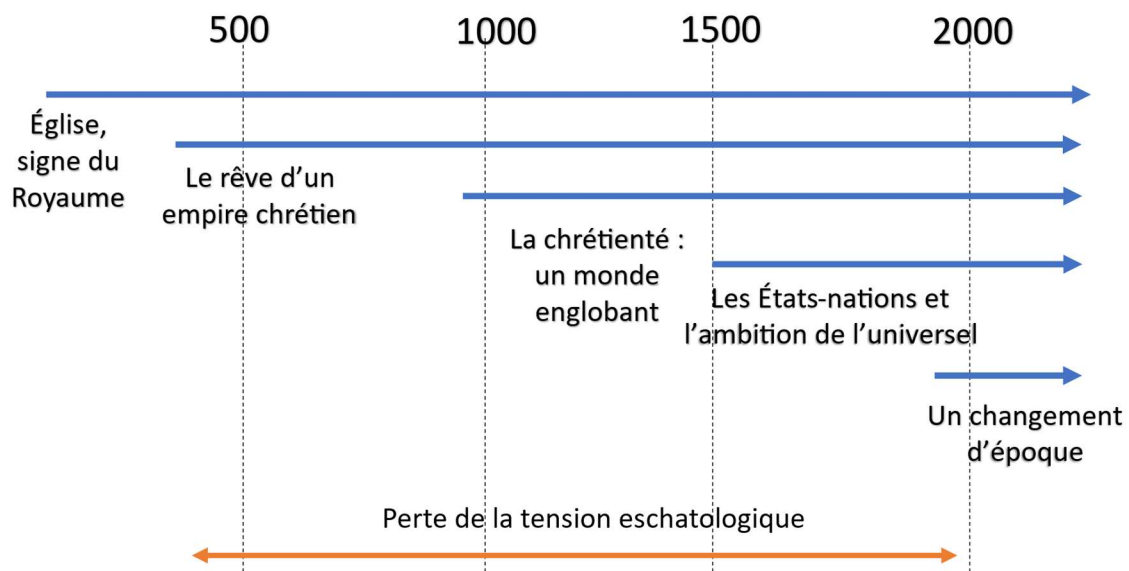 500 1000 1500 2000
Église,
signe du
Royaume
Le rêve d’un
empire chrétien
La chrétienté :
un monde
englobant
Les États-nations et
l’ambition de l’universel
Un changement
d’époque
Perte de la tension eschatologique